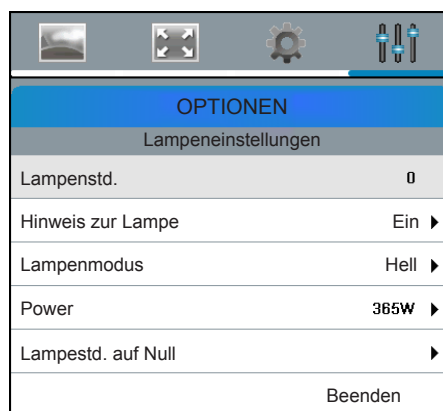 OPTIONEN
Lampeneinstellungen
Lampenstd. 0
Hinweis zur Lampe Ein
Lampenmodus Hell
Power 365W
Lampestd. auf Null
Beenden